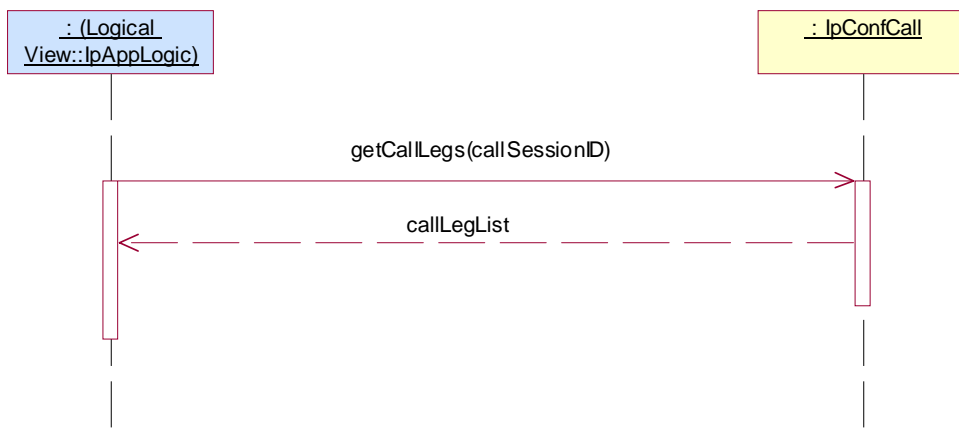 : (Logical
View::IpAppLogic)
: IpConfCall
getCallLegs(callSessionID)
callLegList